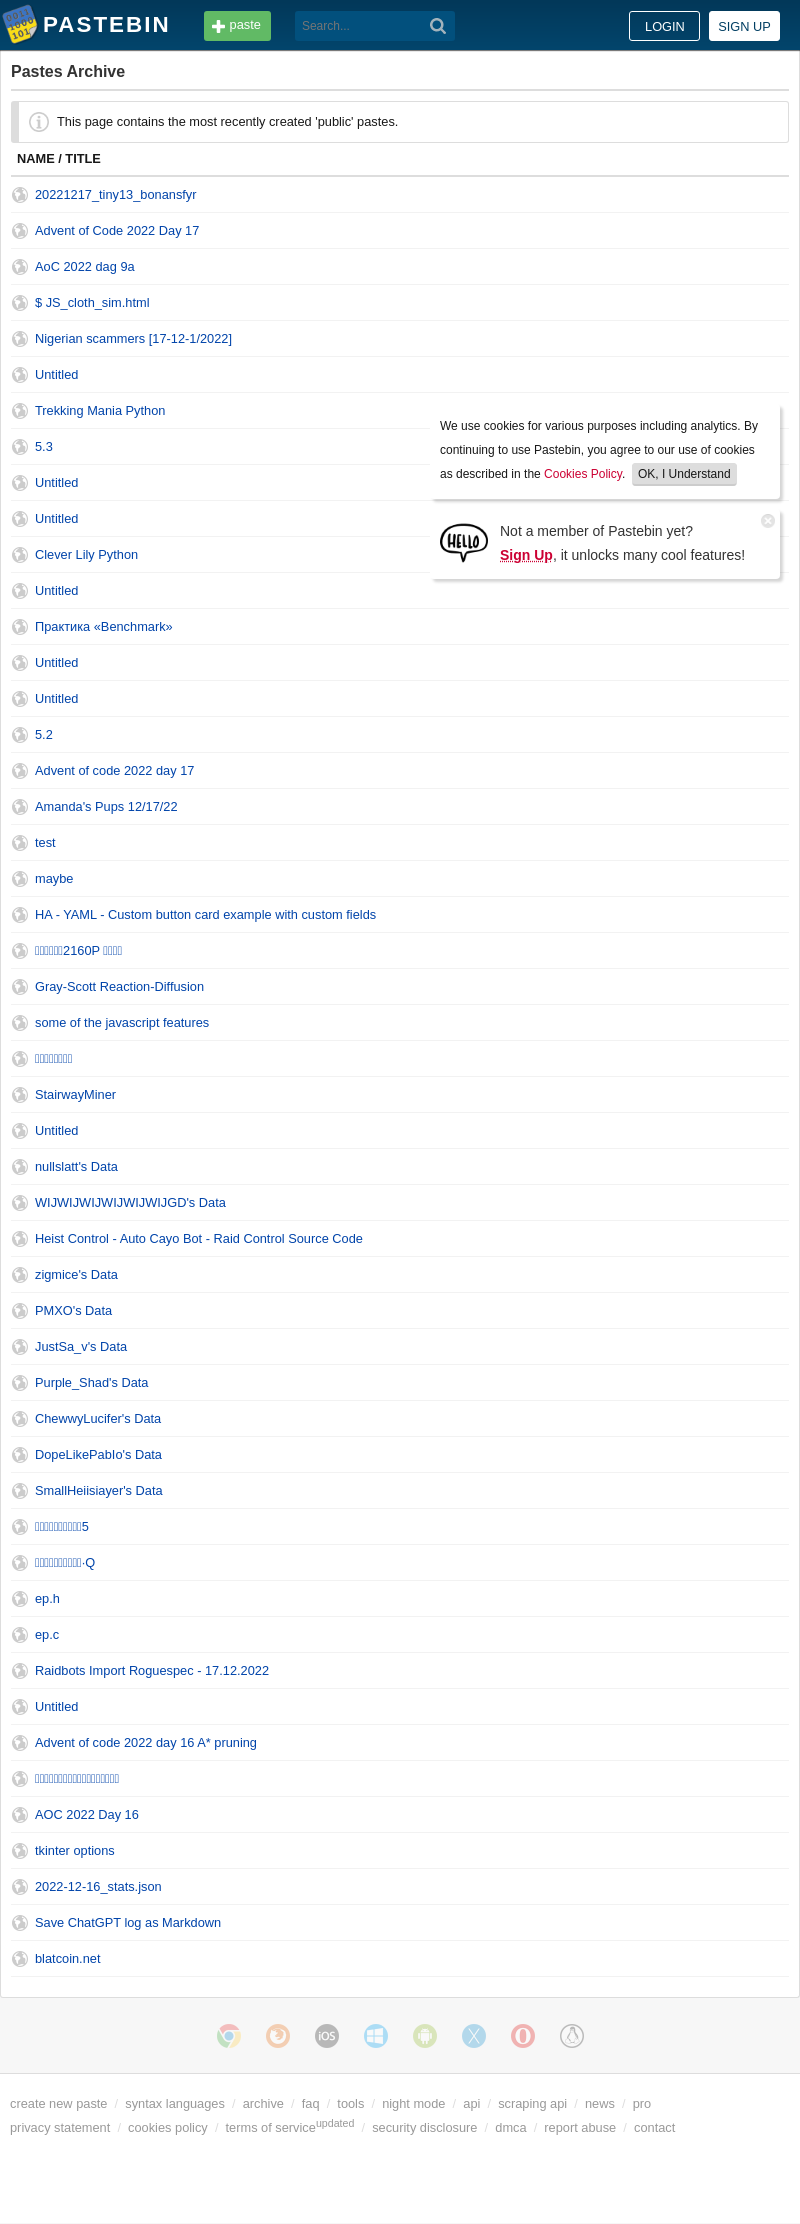 PASTEBIN
paste
Search...
LOGIN
SIGN UP
Pastes Archive
This page contains the most recently created 'public' pastes.
NAME / TITLE
20221217_tiny13_bonansfyr
Advent of Code 2022 Day 17
AoC 2022 dag 9a
$ JS_cloth_sim.html
Nigerian scammers [17-12-1/2022]
Untitled
Trekking Mania Python
5.3
Untitled
Untitled
Clever Lily Python
Untitled
We use cookies for various purposes including analytics. By
continuing to use Pastebin, you agree to our use of cookies
as described in the Cookies Policy. OK, I Understand
HELLO
Not a member of Pastebin yet?
Sign Up, it unlocks many cool features!
Практика «Benchmark»
Untitled
Untitled
5.2
Advent of code 2022 day 17
Amanda's Pups 12/17/22
test
maybe
HA - YAML - Custom button card example with custom fields
2160P
Gray-Scott Reaction-Diffusion
some of the javascript features
StairwayMiner
Untitled
nullslatt's Data
WIJWIJWIJWIJWIJWIJGD's Data
Heist Control - Auto Cayo Bot - Raid Control Source Code
zigmice's Data
PMXO's Data
JustSa_v's Data
Purple_Shad's Data
ChewwyLucifer's Data
DopeLikePabIo's Data
SmallHeiisiayer's Data
5
·Q
ep.h
ep.c
Raidbots Import Roguespec - 17.12.2022
Untitled
Advent of code 2022 day 16 A* pruning
AOC 2022 Day 16
tkinter options
2022-12-16_stats.json
Save ChatGPT log as Markdown
blatcoin.net
iOS
create new paste / syntax languages / archive / faq / tools / night mode / api / scraping api / news / pro
privacy statement / cookies policy / terms of service updated / security disclosure / dmca / report abuse / contact